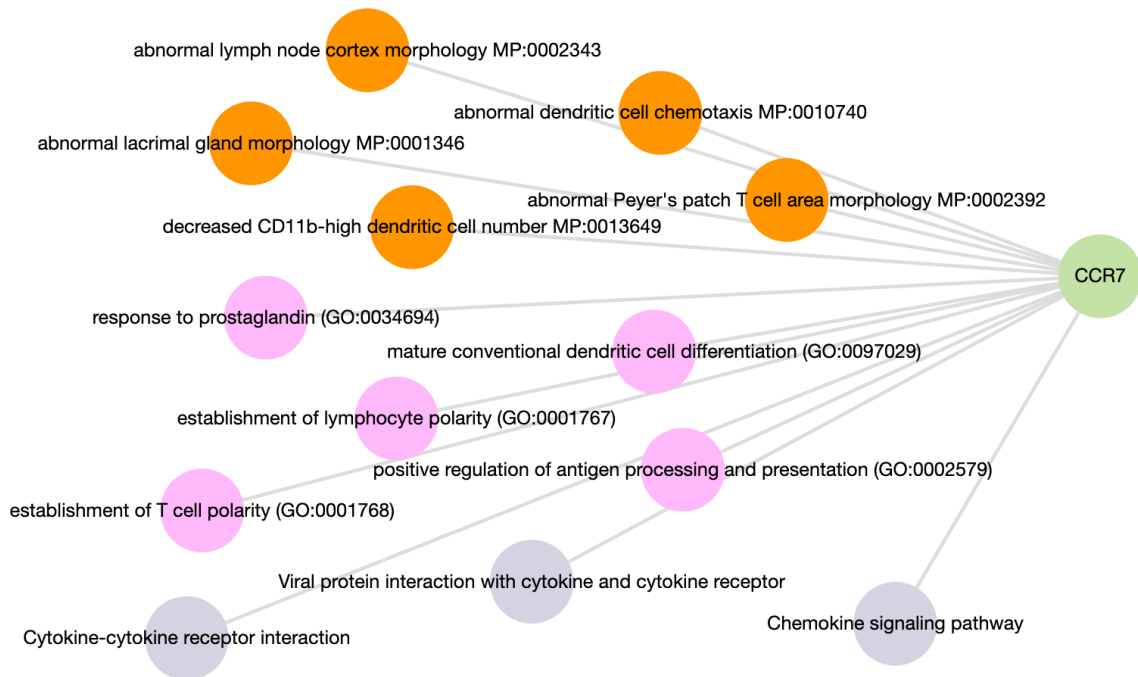 abnormal lymph node cortex morphology MP:0002343
abnormal dendritic cell chemotaxis MP:0010740
abnormal lacrimal gland morphology MP:0001346
abnormal Peyer's patch T cell area morphology MP:0002392
decreased CD11b-high dendritic cell number MP:0013649
CCR7
response to prostaglandin (GO:0034694)
mature conventional dendritic cell differentiation (GO:0097029)
establishment of lymphocyte polarity (GO:0001767)
positive regulation of antigen processing and presentation (GO:0002579)
establishment of T cell polarity (GO:0001768)
Viral protein interaction with cytokine and cytokine receptor
Chemokine signaling pathway
Cytokine-cytokine receptor interaction